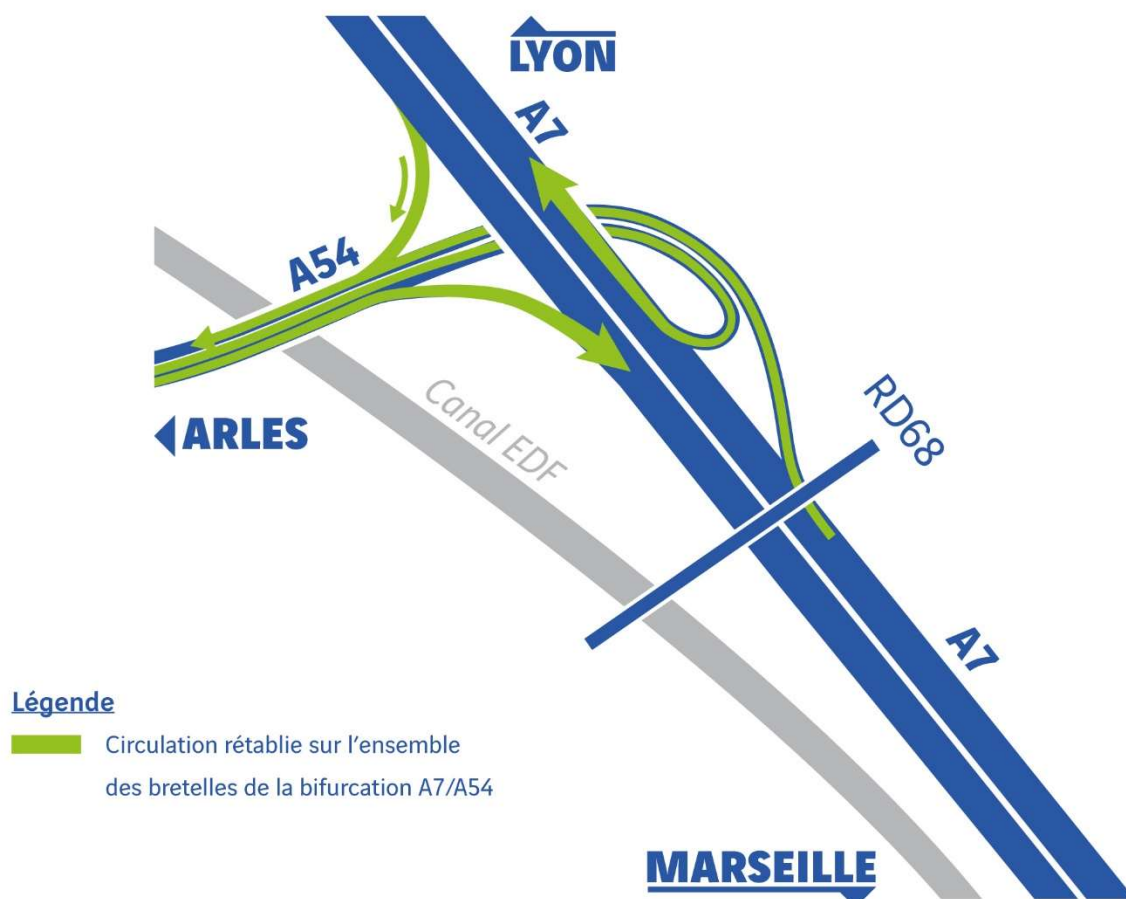 LYON
A7
A54
ARLES
Canal EDF
RD68
A7
Légende
Circulation rétablie sur l'ensemble
des bretelles de la bifurcation A7/A54
MARSEILLE